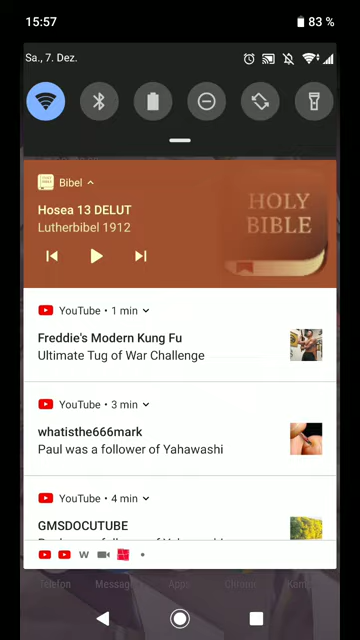 15:57
83 %
Sa., 7. Dez.
Bibel
Hosea 13 DELUT
Lutherbibel 1912
HOLY
BIBLE
YouTube • 1 min
Freddie's Modern Kung Fu
Ultimate Tug of War Challenge
YouTube • 3 min
whatisthe666mark
Paul was a follower of Yahawashi
YouTube • 4 min
GMSDOCUTUBE
W
Telefon
Apps